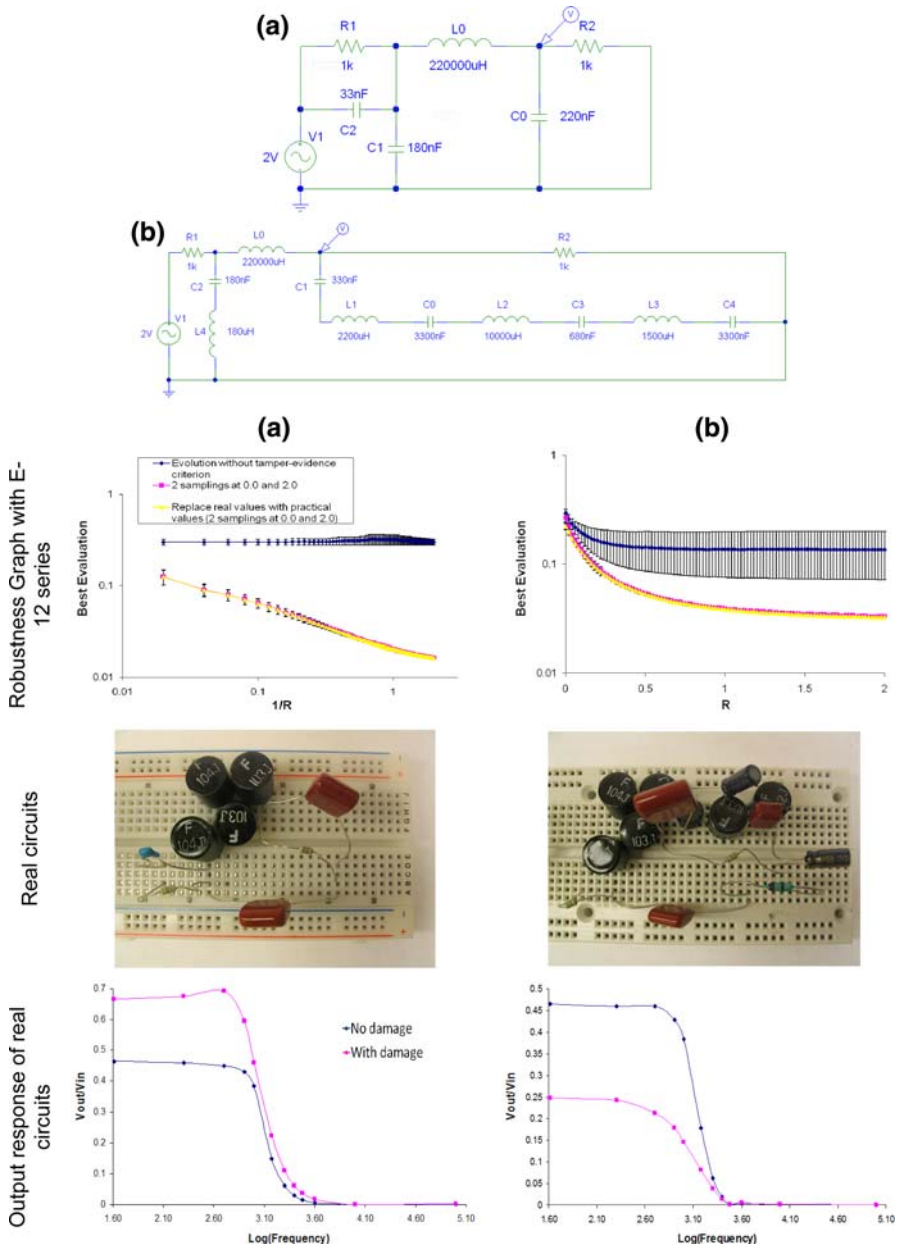 (a)
L0
220000uH
V
R1
1k
R2
1k
33nF
C2
V1
2V
C1
180nF
C0
220nF
(b)
R1
1k
L0
220000uH
V
R2
1k
C2
180nF
C1
330nF
L4
180uH
V1
2V
L1
2200uH
C0
3300nF
L2
10000uH
C3
680nF
L3
1500uH
C4
3300nF
(a)
(b)
Robustness Graph with E-
12 series
Best Evaluation
Evolution without tamper-evidence
criterion
2 samplings at 0.0 and 2.0
Replace real values with practical
values (2 samplings at 0.0 and 2.0)
1
0.1
0.01
0.01
0.1
1
1/R
Best Evaluation
1
0.1
0.01
0
0.5
1
1.5
2
R
Real circuits
F
104J
F
103J
F
103J
F
104J
F
104J
F
103J
F
Output response of real
circuits
Vout/Vin
0.7
0.6
0.5
0.4
0.3
0.2
0.1
0
1.60
2.10
2.60
3.10
3.60
4.10
4.60
5.10
Log(Frequency)
No damage
With damage
Vout/Vin
0.5
0.45
0.4
0.35
0.3
0.25
0.2
0.15
0.1
0.05
0
1.60
2.10
2.60
3.10
3.60
4.10
4.60
5.10
Log(Frequency)